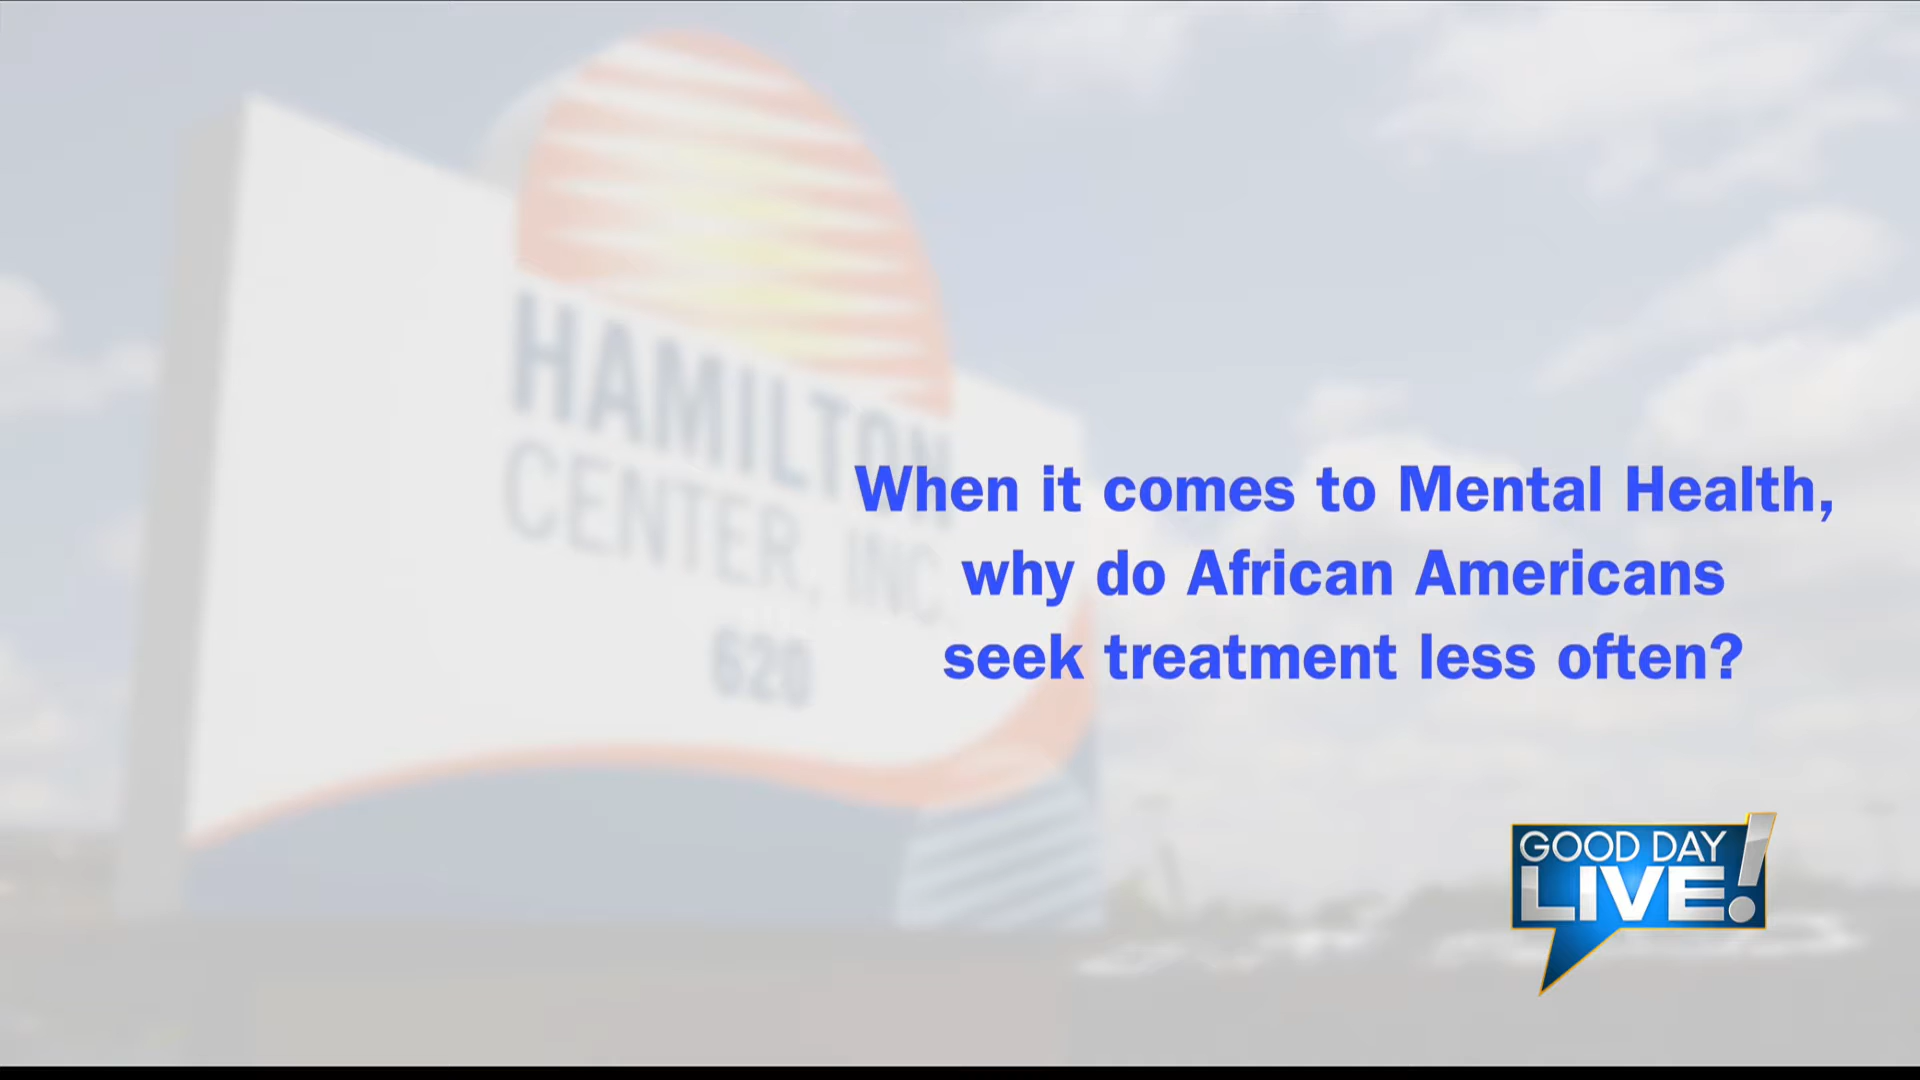 HAMILTON
CENTER, INC.
620
When it comes to Mental Health,
why do African Americans
seek treatment less often?
GOOD DAY
LIVE!